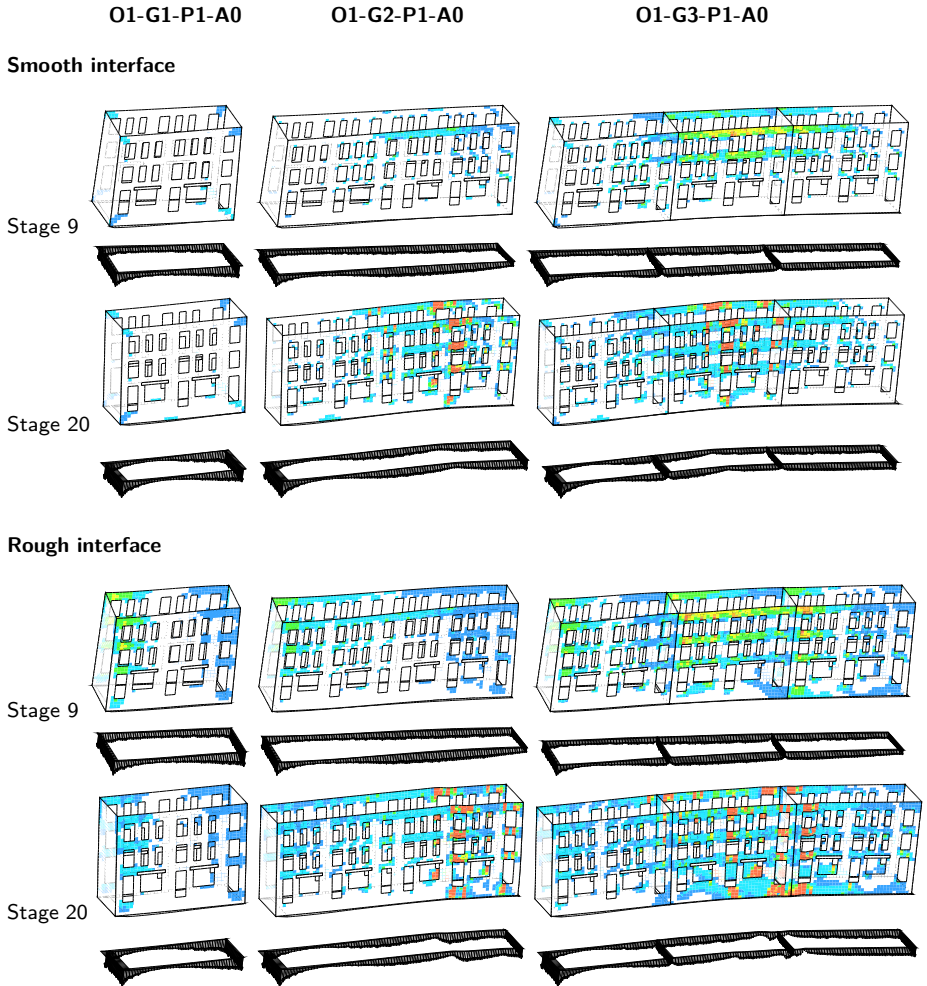 O1-G1-P1-A0 O1-G2-P1-A0 O1-G3-P1-A0
Smooth interface
Stage 9
Stage 20
Rough interface
Stage 9
Stage 20